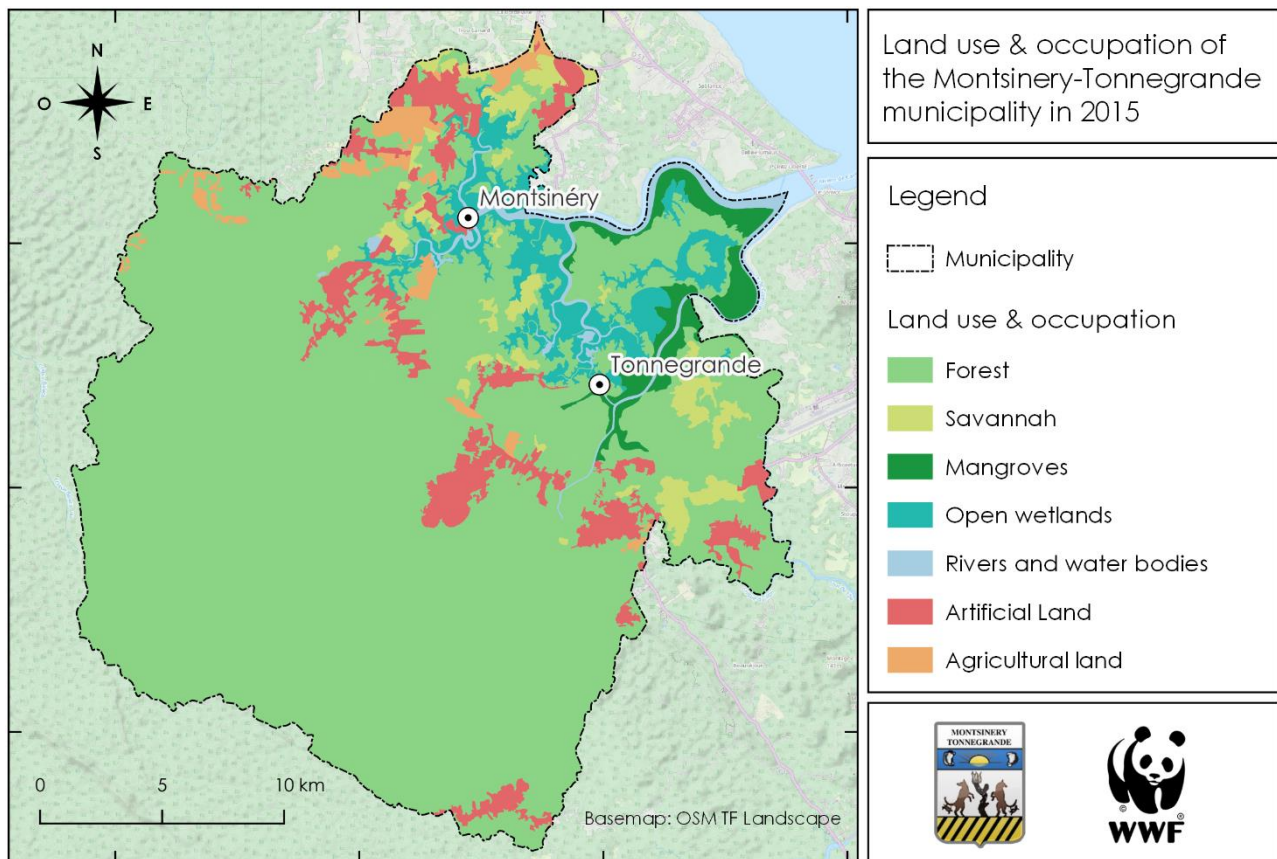 Land use & occupation of
the Montsinery-Tonnegrande
municipality in 2015
Legend
Municipality
Land use & occupation
Forest
Savannah
Mangroves
Open wetlands
Rivers and water bodies
Artificial Land
Agricultural land
N
O
E
S
Montsinéry
Tonnegrande
0
5
10 km
Basemap: OSM TF Landscape
MONTSINERY
TONNEGRANDE
©
®
WWF